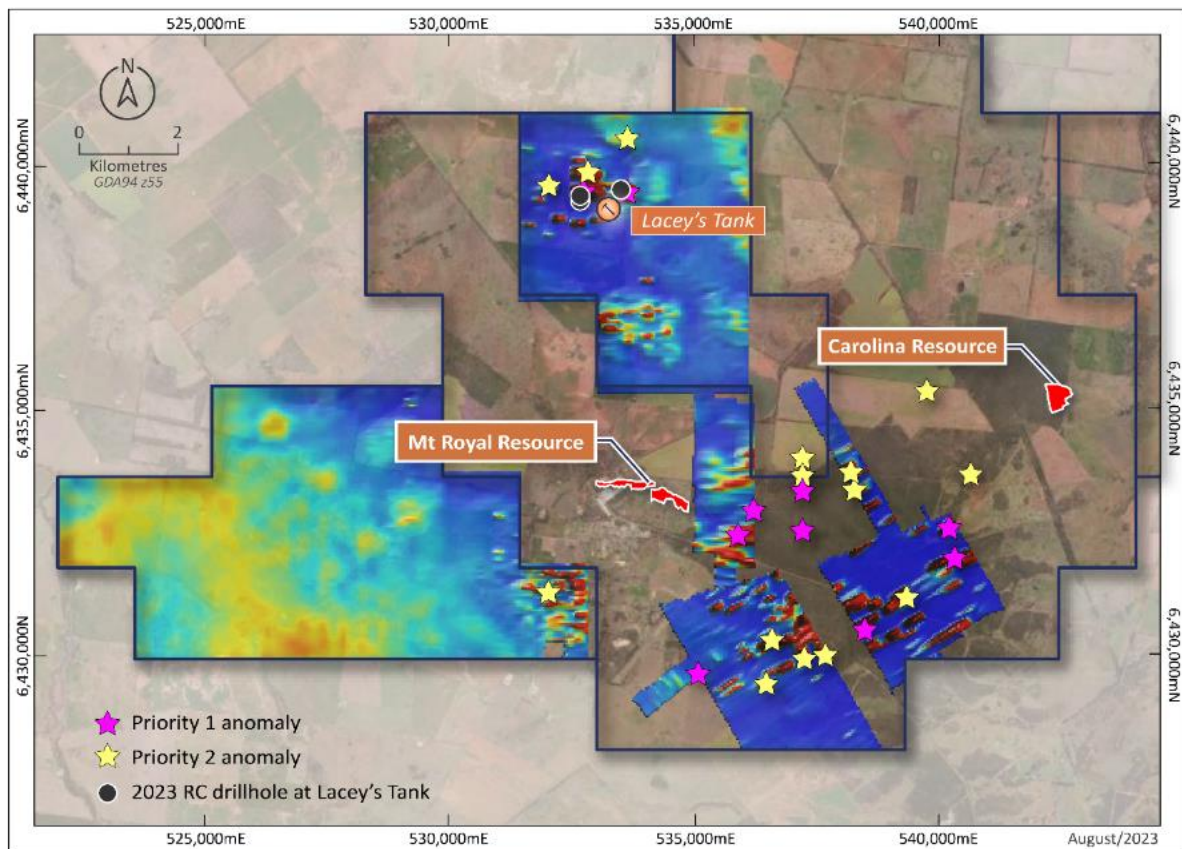 525,000mE
530,000mE
535,000mE
540,000mE
N
0
2
Kilometres
GDA94 z55
6,440,000mN
6,440,000mN
Lacey's Tank
Carolina Resource
6,435,000mN
6,435,000mN
Mt Royal Resource
6,430,000mN
6,430,000N
Priority 1 anomaly
Priority 2 anomaly
2023 RC drillhole at Lacey's Tank
525,000mE
530,000mE
535,000mE
540,000mE
August/2023